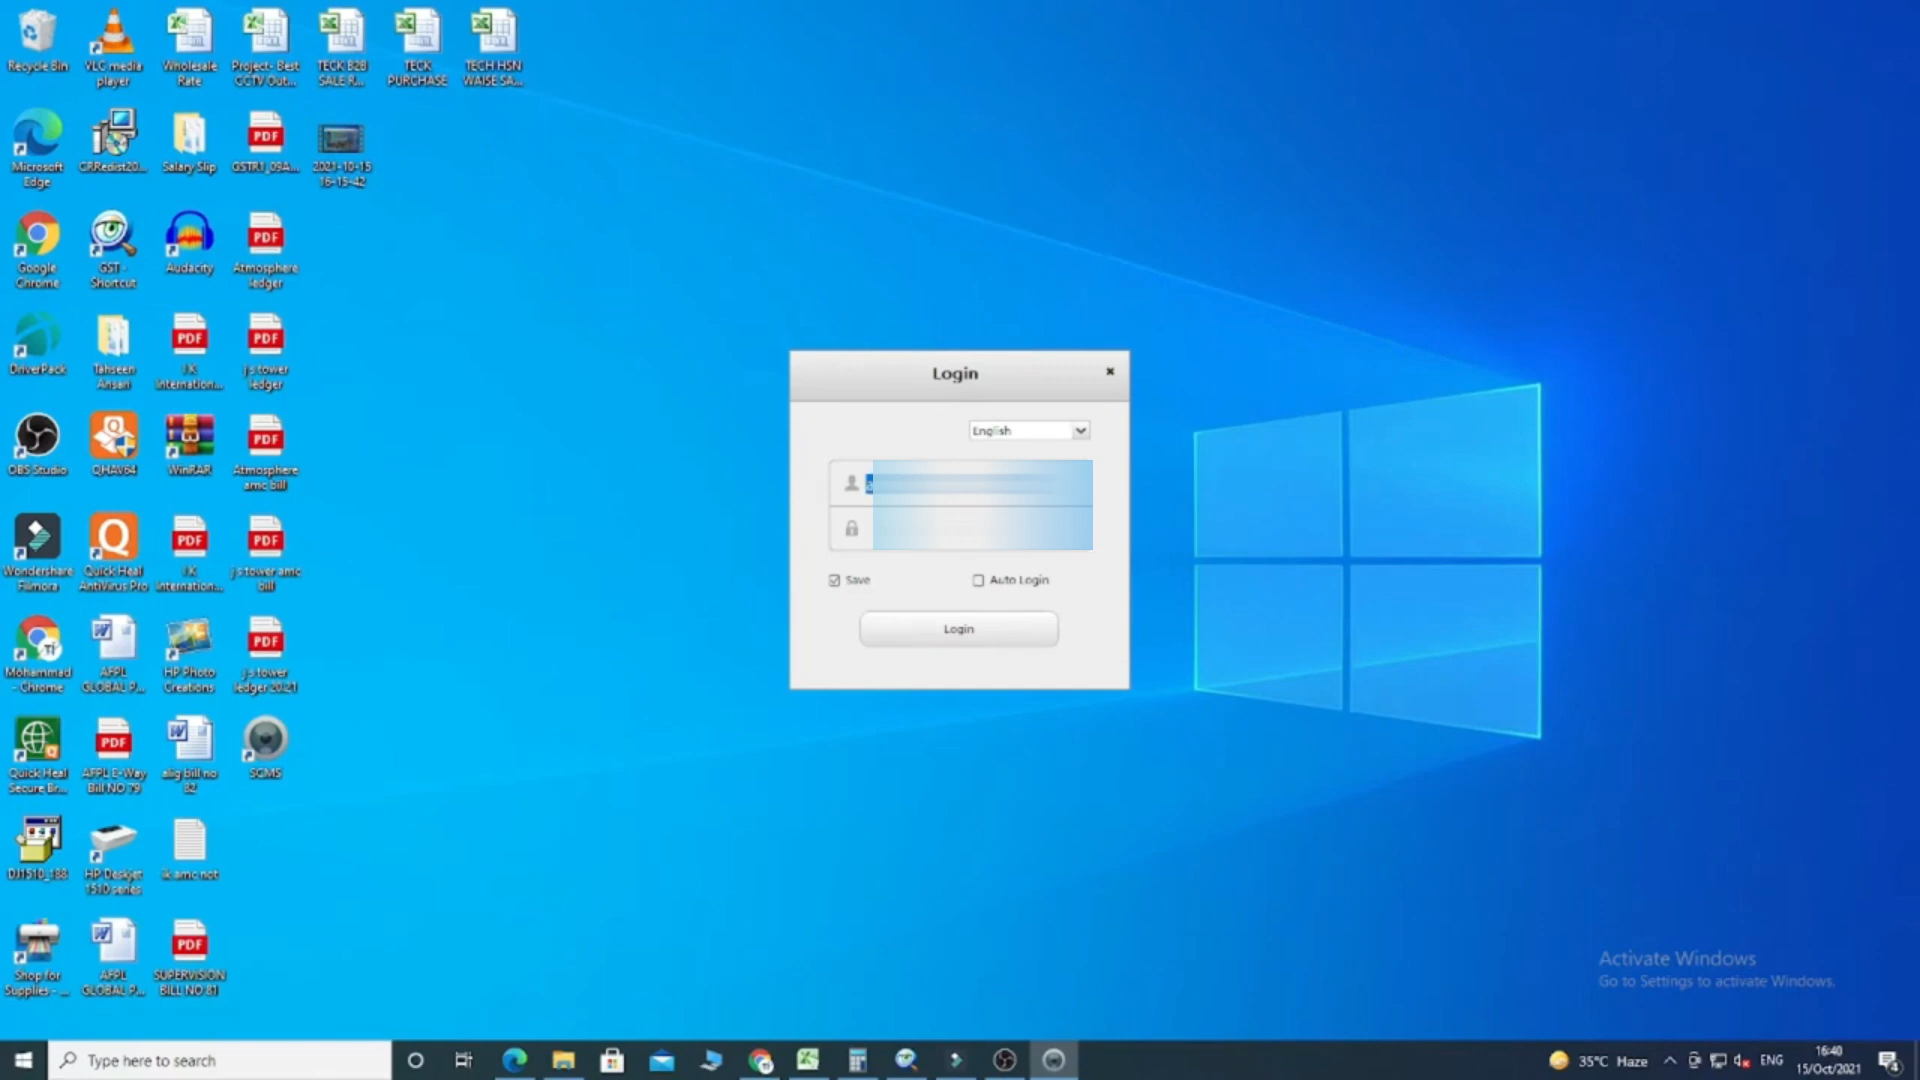 Recycle Bin
VLC media
player
Wholesale
Rate
Project- Best
CCTV Out...
TECK B2B
SALE R...
TECK
PURCHASE
TECH HSN
WAISE SA...
Microsoft
Edge
CRRedist20...
Salary Slip
GSTR1_09A...
2021-10-15
16-15-42
Google
Chrome
GST -
Shortcut
Audacity
Atmosphere
ledger
DriverPack
Tahseen
Ansari
Internation...
j s tower
ledger
OBS Studio
QHAV64
WinRAR
Atmosphere
amc bill
Wondershare
Filmora
Quick Heal
AntiVirus Pro
Internation...
j s tower amc
bill
Mohammad
- Chrome
AFPL
GLOBAL P...
HP Photo
Creations
j s tower
ledger 20.21
Quick Heal
Secure Br...
AFPL E-Way
Bill NO 79
alig bill no
82
SCMS
DJ1510_188
HP Deskjet
1510 series
ik amc not
Shop for
Supplies - ...
AFPL
GLOBAL P...
SUPERVISION
BILL NO 81
Login
English
Save
Auto Login
Login
Activate Windows
Go to Settings to activate Windows.
Type here to search
35°C Haze
ENG
16:40
15/Oct/2021
4